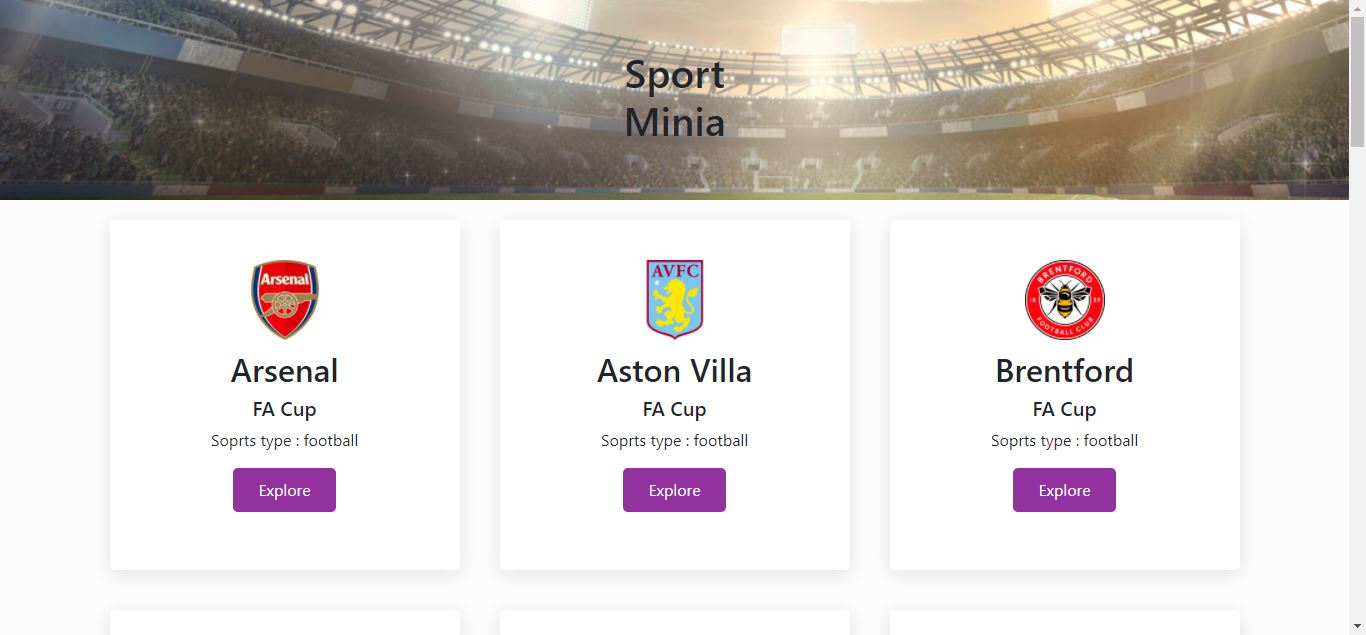 Sport
Minia
Arsenal
AVFC
BRENTFORD
18 89
FOOTBALL CLUB
Arsenal
Aston Villa
Brentford
FA Cup
FA Cup
FA Cup
Soprts type : football
Soprts type : football
Soprts type : football
Explore
Explore
Explore